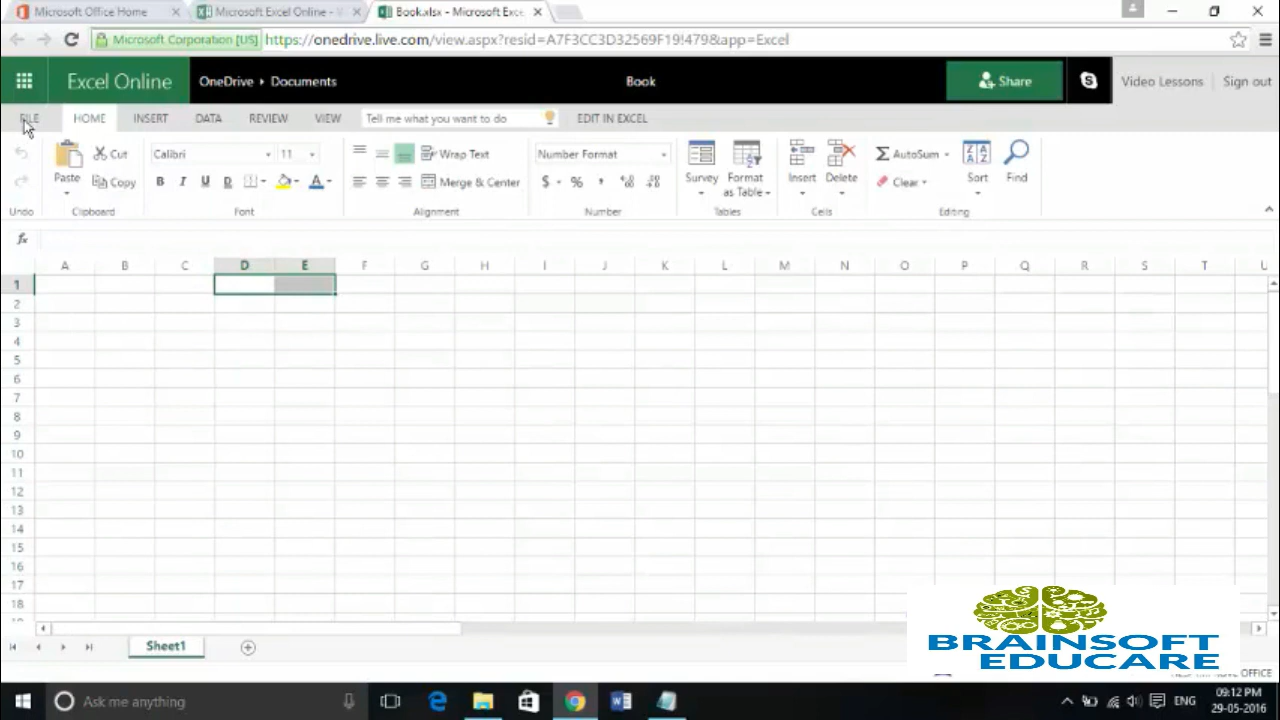 Microsoft Office Home
Microsoft Excel Online -
Book.xlsx - Microsoft Exce
Microsoft Corporation [US]
https://onedrive.live.com/view.aspx?resid=A7F3CC3D32569F19!479&app=Excel
Excel Online
OneDrive ▸ Documents
Book
Share
Video Lessons
Sign out
FILE
HOME
INSERT
DATA
REVIEW
VIEW
Tell me what you want to do
EDIT IN EXCEL
Paste
Cut
Copy
Calibri
11
B I U D
A
Wrap Text
Merge & Center
Number Format
$ % ,
Survey
Format
as Table
Insert
Delete
Σ AutoSum
Clear
Sort
Find
Undo
Clipboard
Font
Alignment
Number
Tables
Cells
Editing
fx
A B C D E F G H I J K L M N O P Q R S T U
1
2
3
4
5
6
7
8
9
10
11
12
13
14
15
16
17
18
Sheet1
BRAINSOFT
EDUCARE
OFFICE
Ask me anything
ENG
09:12 PM
29-05-2016